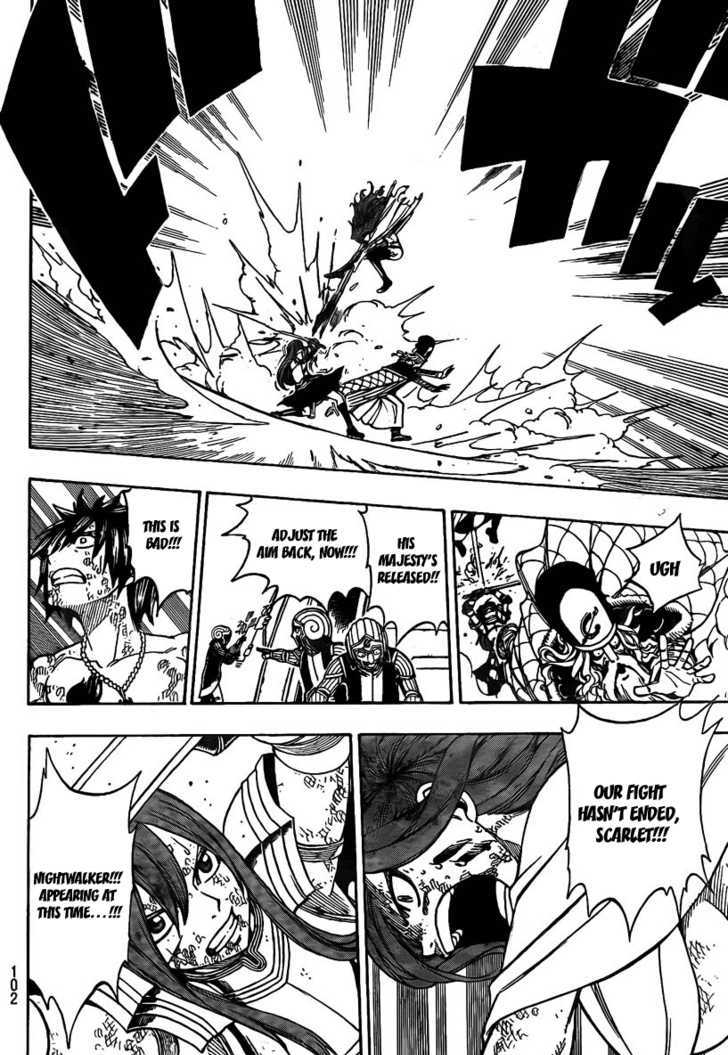 UGH
HIS
MAJESTY'S
RELEASED!!
ADJUST THE
AIM BACK, NOW!!!
THIS IS
BAD!!!
OUR FIGHT
HASN'T ENDED,
SCARLET!!!
NIGHTWALKER!!!
APPEARING AT
THIS TIME...!!!
102